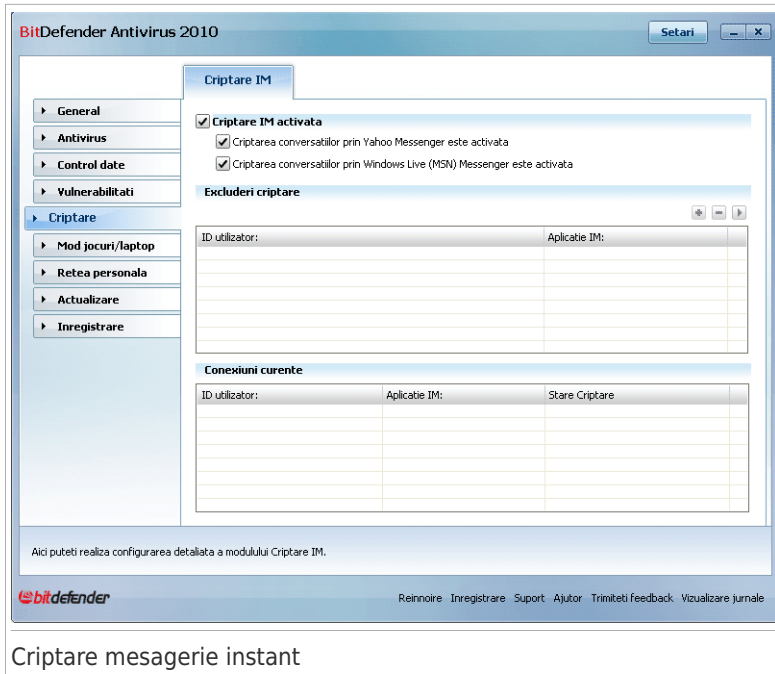 BitDefender Antivirus 2010
Setari
Criptare IM
General
Antivirus
Control date
Vulnerabilitati
Criptare
Mod jocuri/laptop
Retea personala
Actualizare
Inregistrare
Criptare IM activata
Criptarea conversatiilor prin Yahoo Messenger este activata
Criptarea conversatiilor prin Windows Live (MSN) Messenger este activata
Excluderi criptare
ID utilizator: Aplicatie IM:
Conexiuni curente
ID utilizator: Aplicatie IM: Stare Criptare
Aici puteti realiza configurarea detaliata a modulului Criptare IM.
bitdefender
Reinnoire Inregistrare Suport Ajutor Trimiteti feedback Vizualizare jurnale
Criptare mesagerie instant